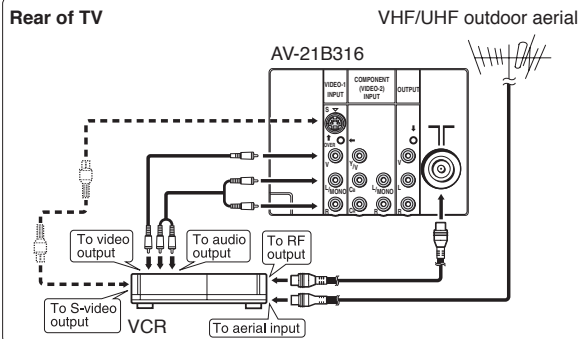 Rear of TV
VHF/UHF outdoor aerial
AV-21B316
VIDEO-1
INPUT
COMPONENT
(VIDEO-2)
INPUT
OUTPUT
S
OVER
V
Y/V
V
L/MONO
CB
L/MONO
L
R
CR
R
R
To video
output
To audio
output
To RF
output
To S-video
output
VCR
To aerial input